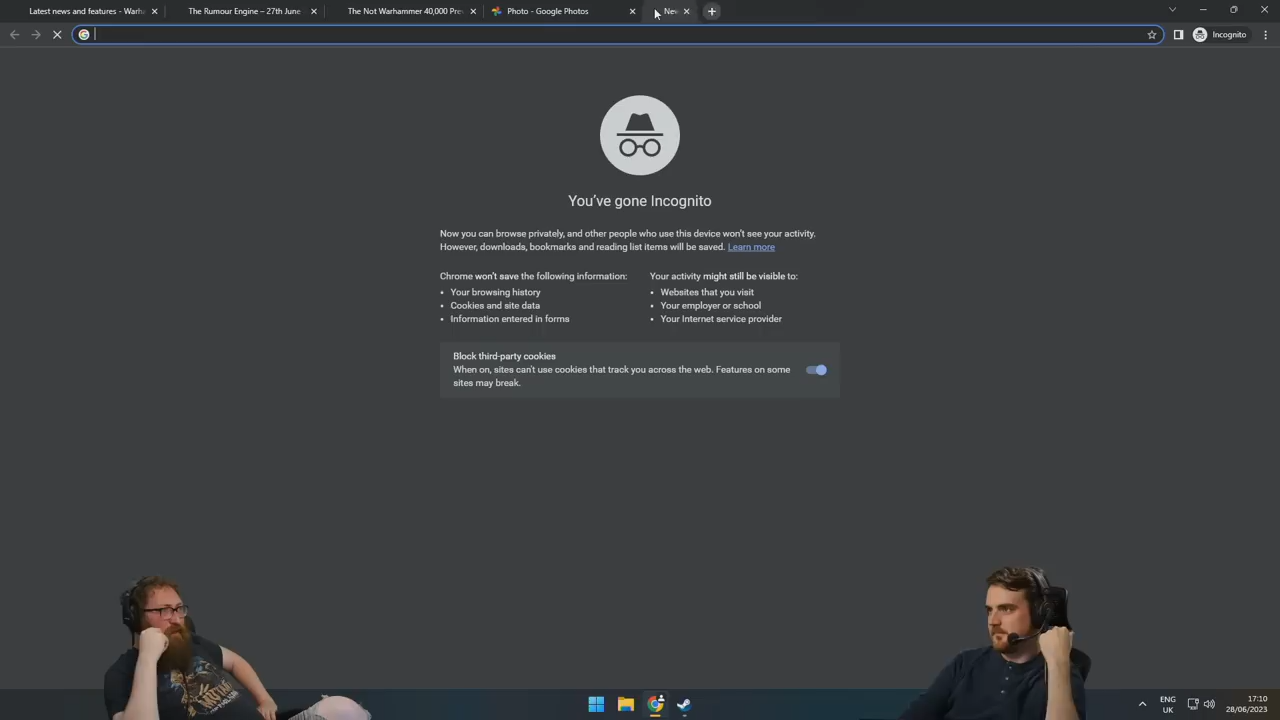 Latest news and features - Warh
The Rumour Engine – 27th June
The Not Warhammer 40,000 Pre
Photo - Google Photos
New
Incognito
You've gone Incognito
Now you can browse privately, and other people who use this device won't see your activity.
However, downloads, bookmarks and reading list items will be saved. Learn more
Chrome won't save the following information:
• Your browsing history
• Cookies and site data
• Information entered in forms
Your activity might still be visible to:
• Websites that you visit
• Your employer or school
• Your Internet service provider
Block third-party cookies
When on, sites can't use cookies that track you across the web. Features on some
sites may break.
ENG
UK
17:10
28/06/2023